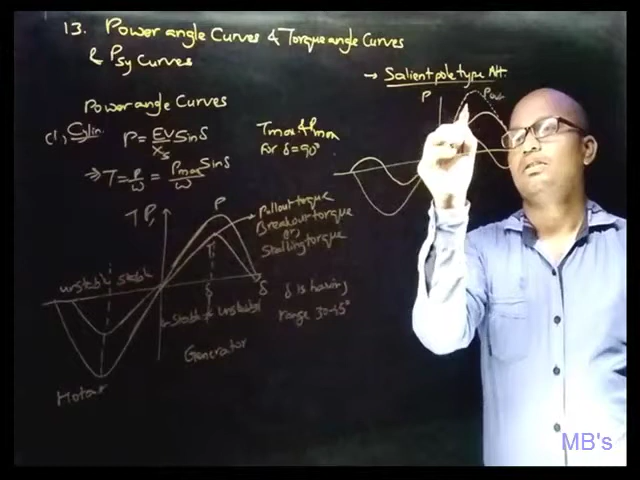 13. Power angle Curves & Torque angle Curves
& Psy Curves
→ Salient pole type Alt.
Power angle Curves
P
(1) Cylin.
P = EV/Xs Sinδ
Tmax & Pmax
for δ = 90°
⇒ T = P/ω = Pmax/ω Sinδ
T P,
P
Pullout torque
Breakout torque
(or)
Stalling torque
T
unstable stable
δ
δ
stable unstable
δ is having
range 30-45°
Generator
Motor
MB's